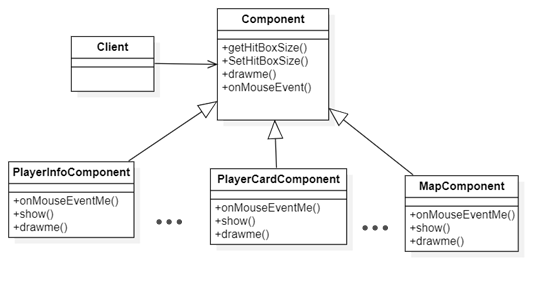 Component
Client
+getHitBoxSize()
+SetHitBoxSize()
+drawme()
+onMouseEvent()
PlayerInfoComponent
+onMouseEventMe()
+show()
+drawme()
PlayerCardComponent
+onMouseEventMe()
+show()
+drawme()
MapComponent
+onMouseEventMe()
+show()
+drawme()